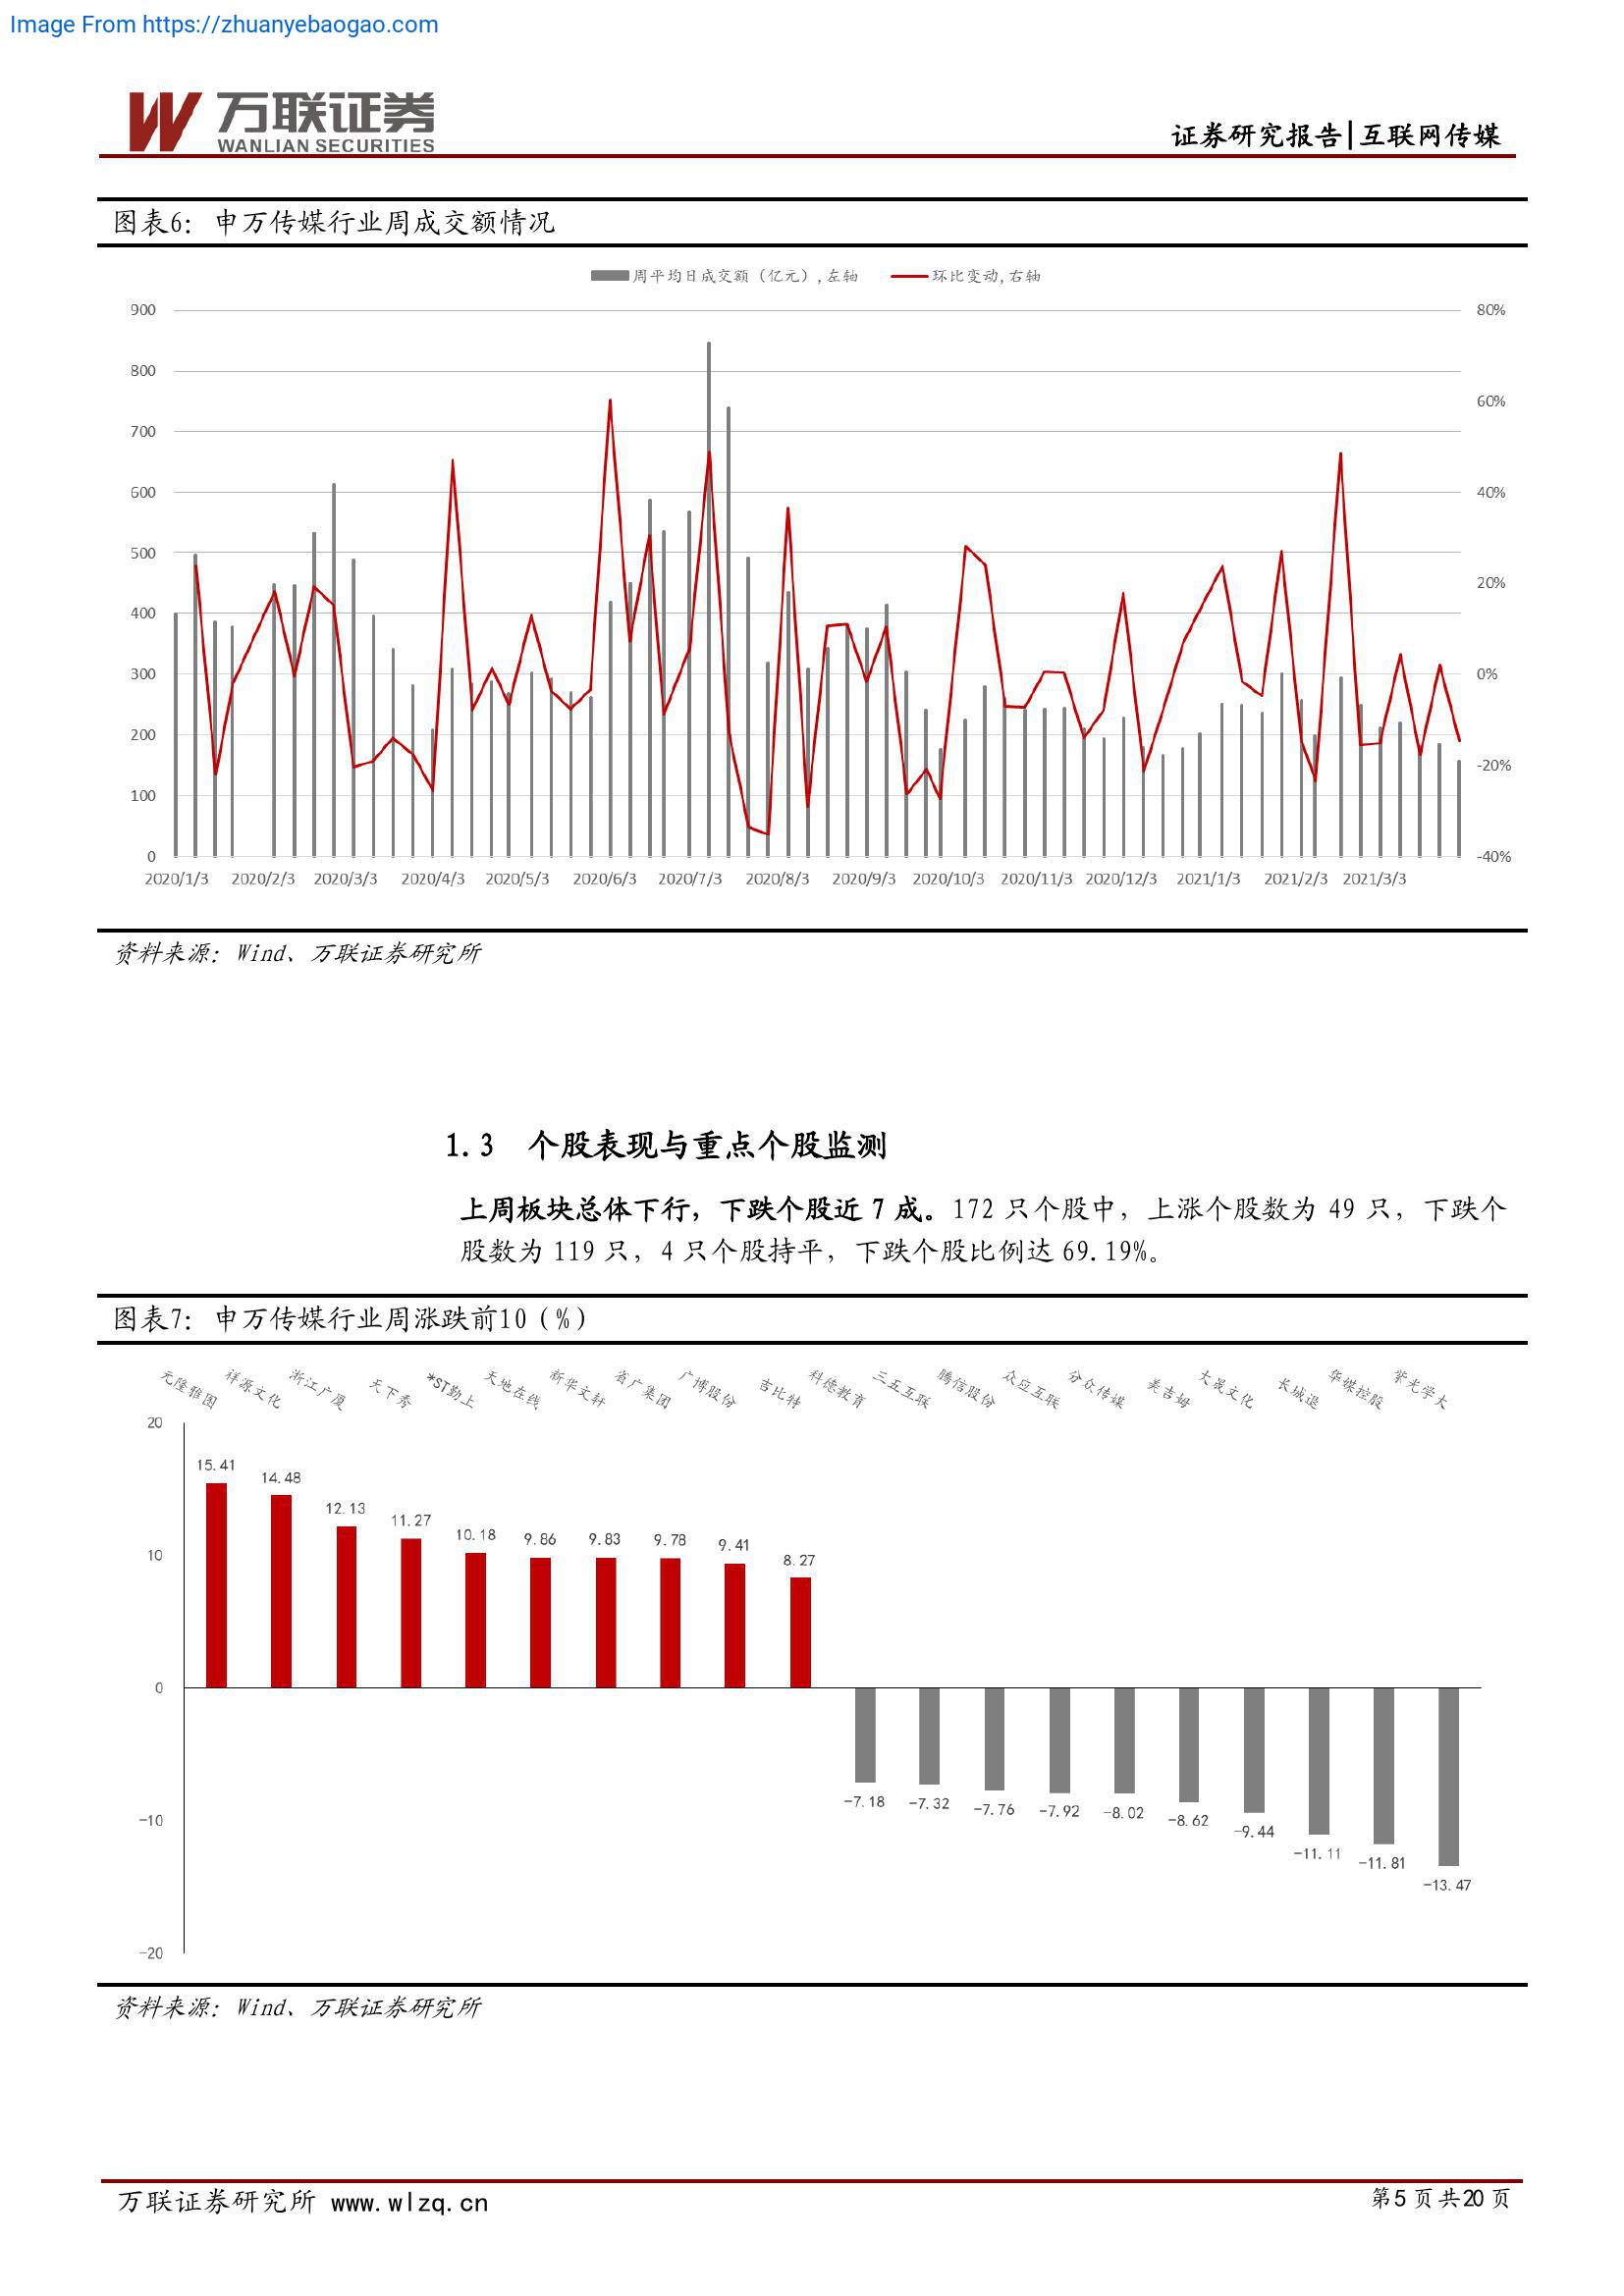 Image From https://zhuanyebaogao.com
万联证券
WANLIAN SECURITIES
证券研究报告|互联网传媒
图表6： 申万传媒行业周成交额情况
周平均日成交额（亿元）,左轴 环比变动,右轴
900 80%
800
700 60%
600 40%
500
400 20%
300 0%
200
100 -20%
0 -40%
2020/1/3 2020/2/3 2020/3/3 2020/4/3 2020/5/3 2020/6/3 2020/7/3 2020/8/3 2020/9/3 2020/10/3 2020/11/3 2020/12/3 2021/1/3 2021/2/3 2021/3/3
资料来源：Wind、万联证券研究所
1.3 个股表现与重点个股监测
上周板块总体下行，下跌个股近 7 成。172 只个股中，上涨个股数为 49 只，下跌个
股数为 119 只，4 只个股持平，下跌个股比例达 69.19%。
图表7： 申万传媒行业周涨跌前10（%）
元隆雅图 祥源文化 浙江广厦 天下秀 *ST勤上 天地在线 新华文轩 省广集团 广博股份 吉比特 科德教育 三五互联 腾信股份 众应互联 分众传媒 美吉姆 大晟文化 长城退 华媒控股 紫光学大
20
15.41 14.48 12.13 11.27 10.18 9.86 9.83 9.78 9.41 8.27
10
0
-7.18 -7.32 -7.76 -7.92 -8.02 -8.62 -9.44 -11.11 -11.81 -13.47
-10
-20
资料来源：Wind、万联证券研究所
万联证券研究所 www.wlzq.cn 第5 页 共20 页